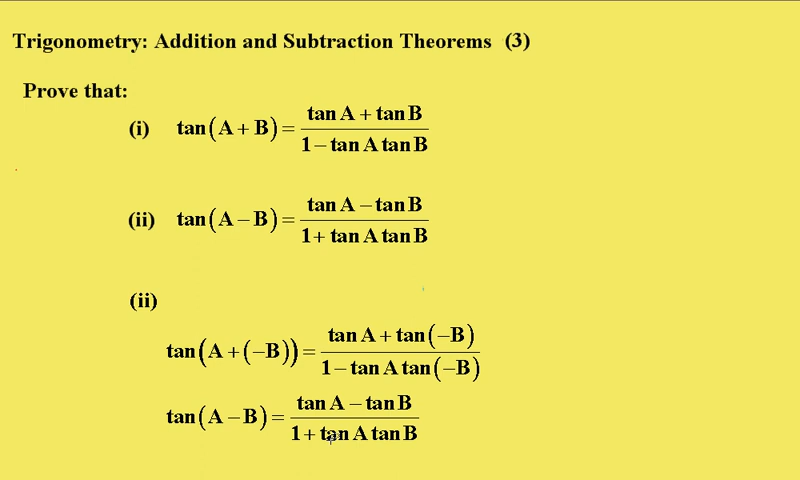 Trigonometry: Addition and Subtraction Theorems (3)
Prove that:
(i) tan(A + B) = (tan A + tan B) / (1 − tan A tan B)
(ii) tan(A − B) = (tan A − tan B) / (1 + tan A tan B)
(ii)
tan(A + (−B)) = (tan A + tan(−B)) / (1 − tan A tan(−B))
tan(A − B) = (tan A − tan B) / (1 + tan A tan B)